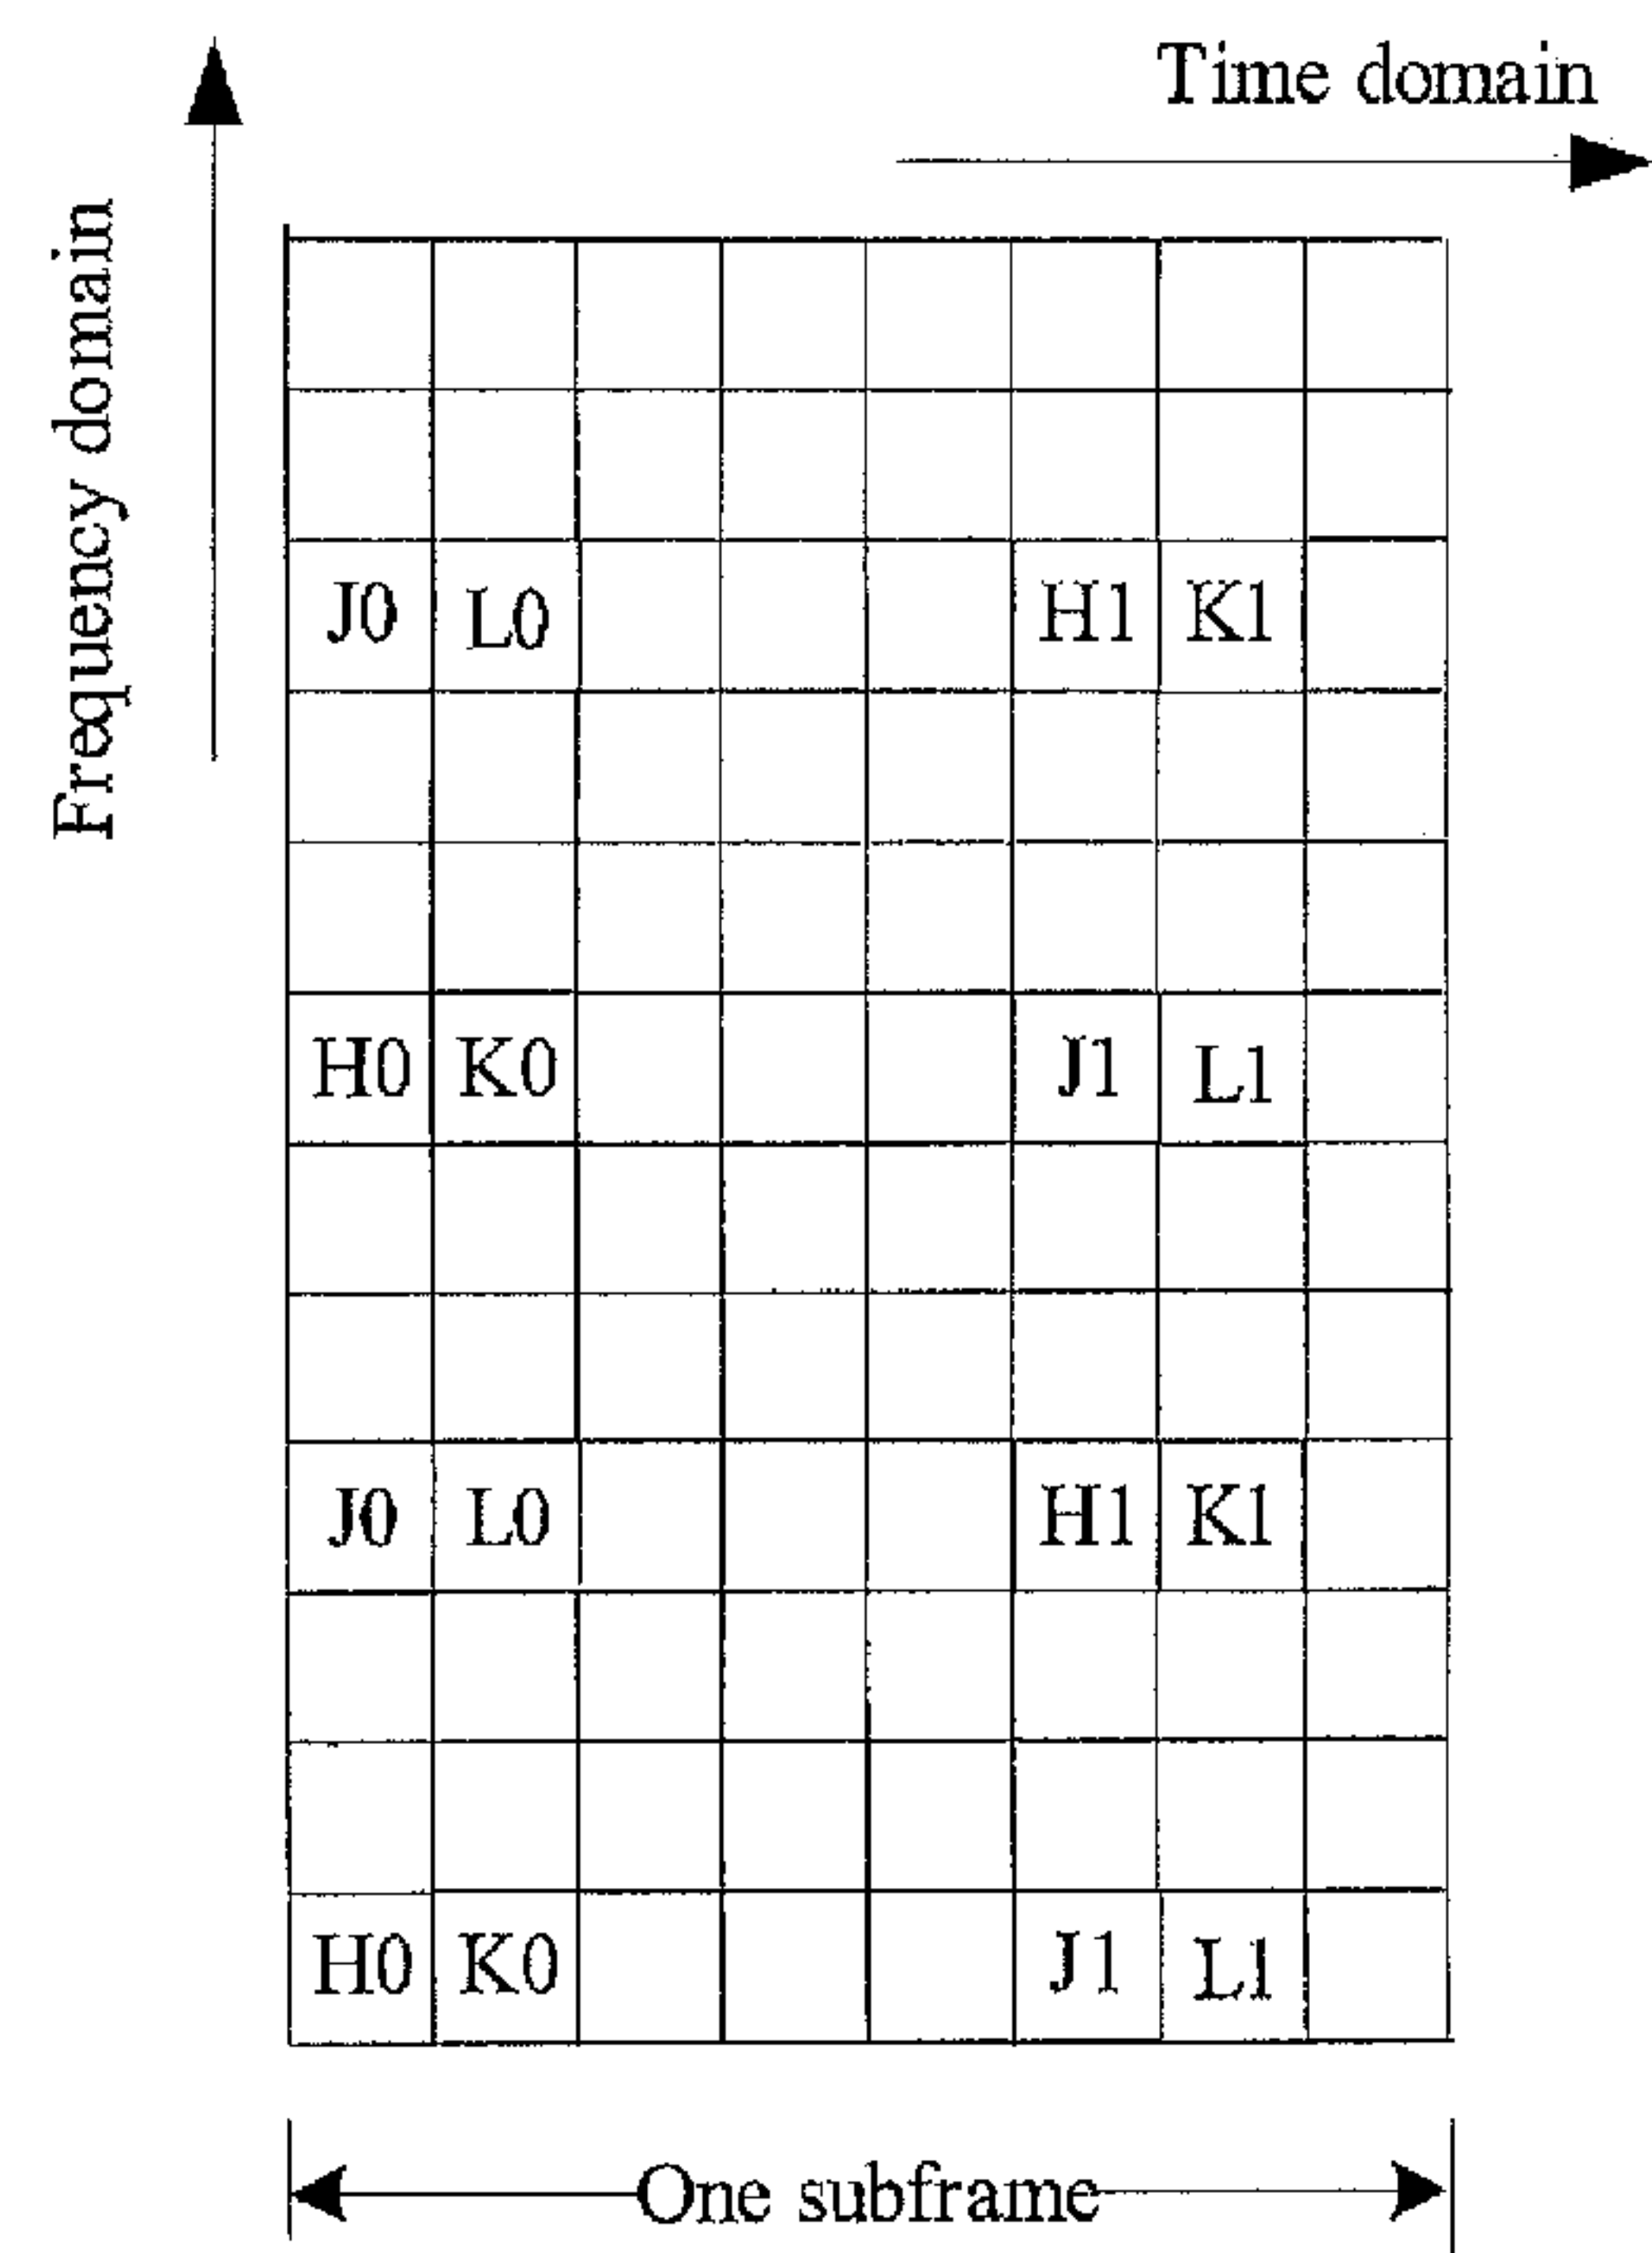 Time domain
Frequency domain
J0 L0 H1 K1
H0 K0 J1 L1
J0 L0 H1 K1
H0 K0 J1 L1
One subframe